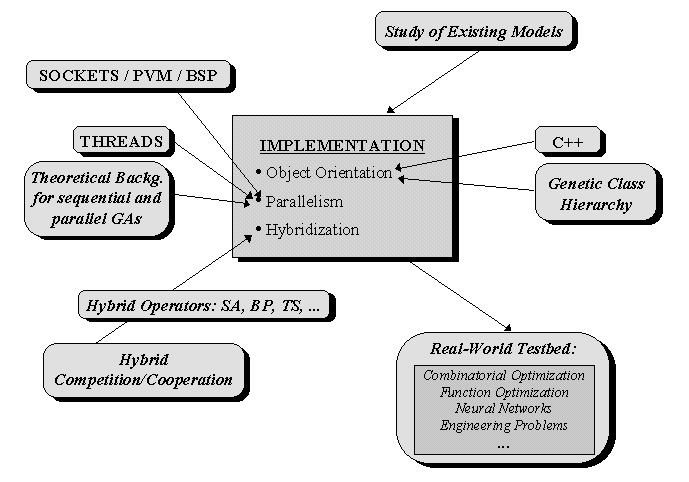 Study of Existing Models
SOCKETS / PVM / BSP
THREADS
Theoretical Backg.
for sequential and
parallel GAs
IMPLEMENTATION
• Object Orientation
• Parallelism
• Hybridization
C++
Genetic Class
Hierarchy
Hybrid Operators: SA, BP, TS, ...
Hybrid
Competition/Cooperation
Real-World Testbed:
Combinatorial Optimization
Function Optimization
Neural Networks
Engineering Problems
...